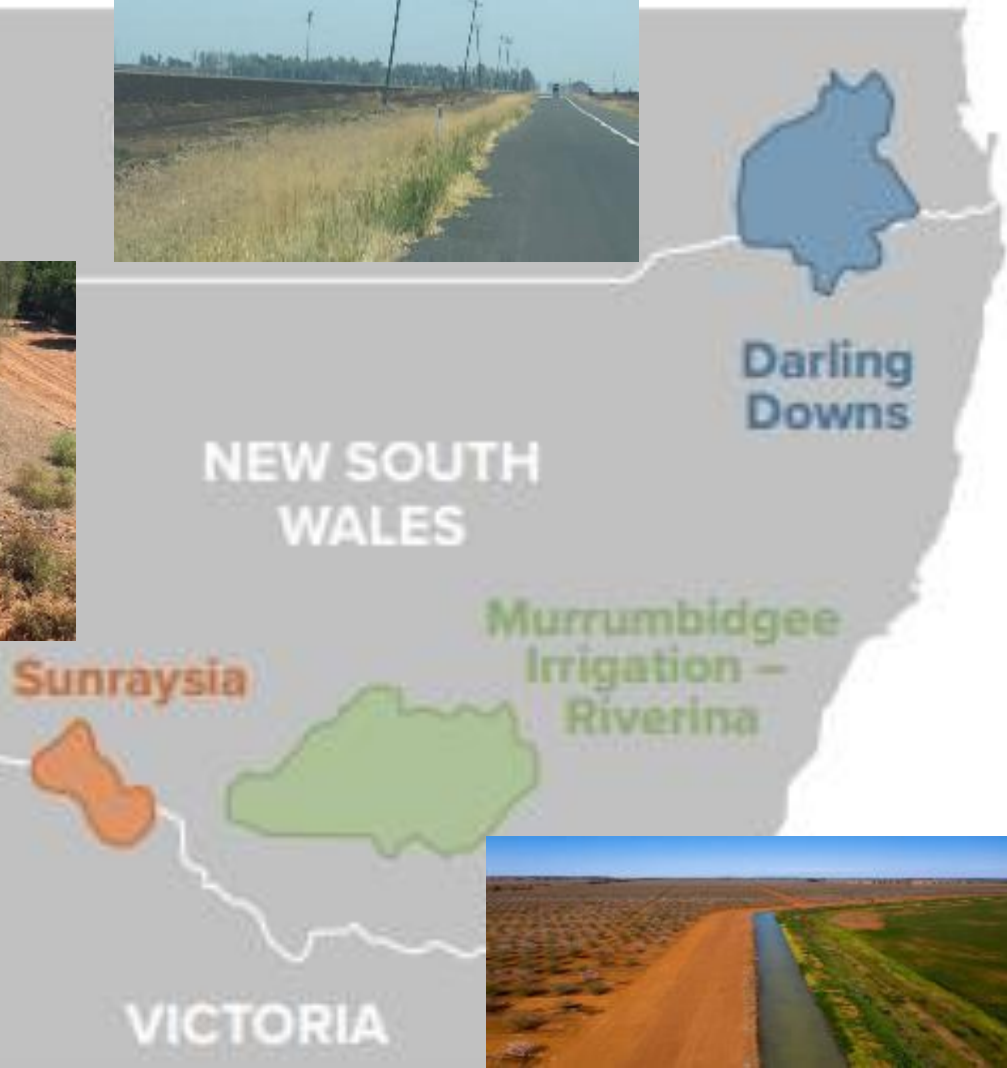 Darling
Downs
NEW SOUTH
WALES
Murrumbidgee
Irrigation –
Riverina
Sunraysia
VICTORIA